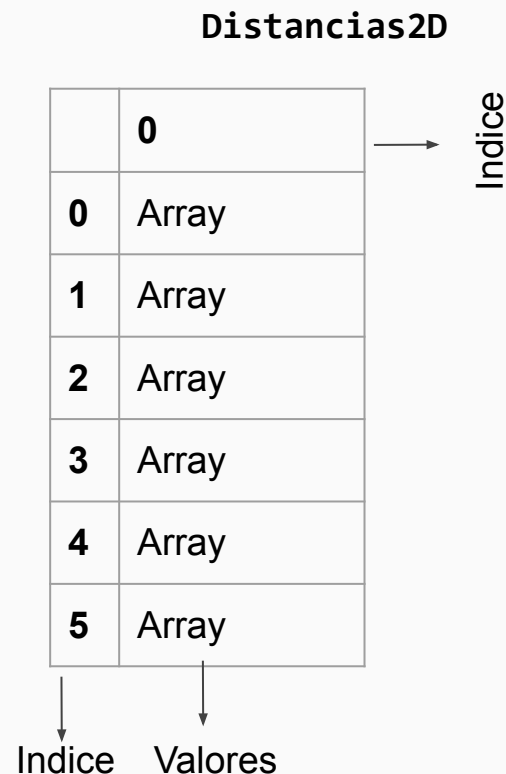 Distancias2D
0
Indice
0 Array
1 Array
2 Array
3 Array
4 Array
5 Array
Indice Valores